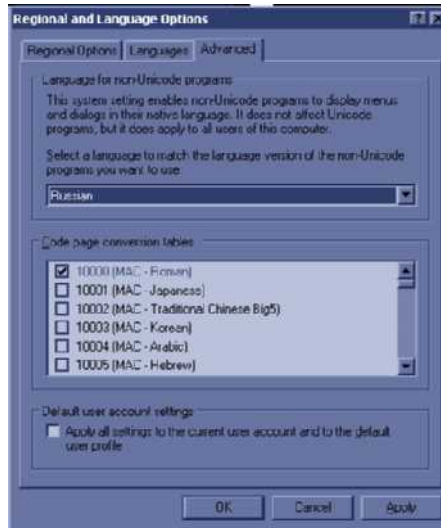 Regional and Language Options
Regional Options Languages Advanced
Language for non-Unicode programs
This system setting enables non-Unicode programs to display menus
and dialogs in their native language. It does not affect Unicode
programs, but it does apply to all users of this computer.
Select a language to match the language version of the non-Unicode
programs you want to use:
Russian
Code page conversion tables
10000 (MAC - Roman)
10001 (MAC - Japanese)
10002 (MAC - Traditional Chinese Big5)
10003 (MAC - Korean)
10004 (MAC - Arabic)
10005 (MAC - Hebrew)
Default user account settings
Apply all settings to the current user account and to the default
user profile
OK Cancel Apply